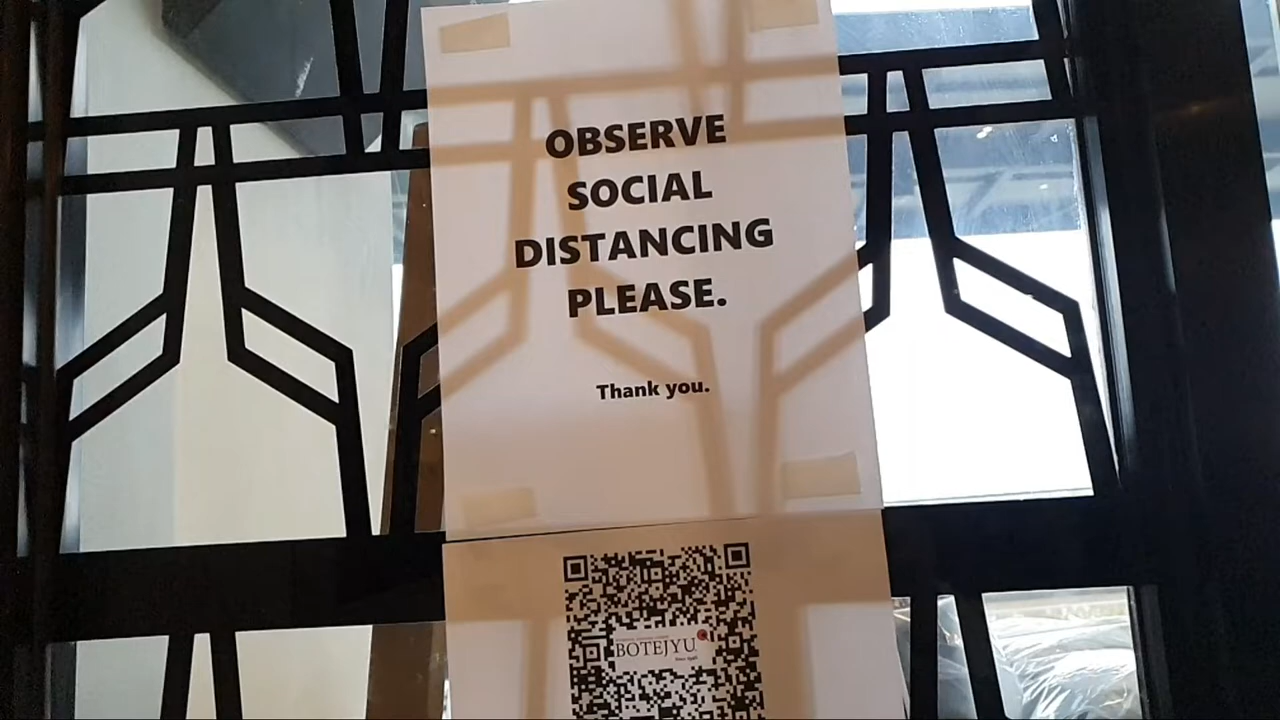 OBSERVE
SOCIAL
DISTANCING
PLEASE.
Thank you.
BOTEJYU